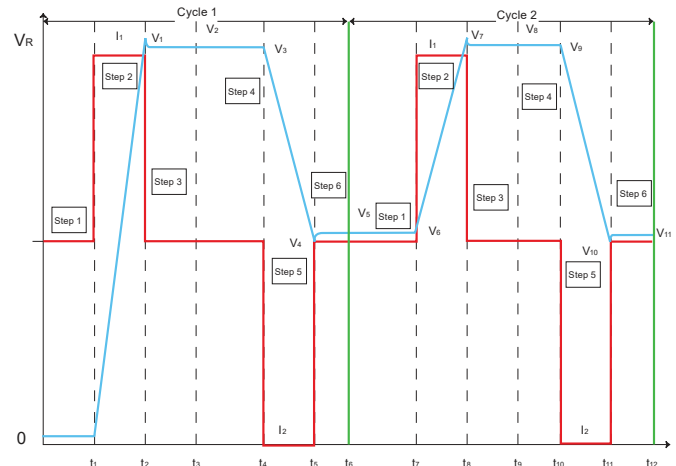 Cycle 1 Cycle 2
VR I1 V1 V2 V3 I1 V7 V8 V9
Step 2 Step 4 Step 2 Step 4
Step 3 Step 6 Step 3 Step 6
Step 1 V4 V5 Step 1 V6 V10 V11
Step 5 Step 5
0 I2 I2
t1 t2 t3 t4 t5 t6 t7 t8 t9 t10 t11 t12